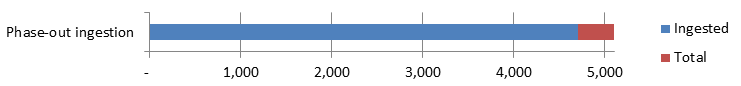 Phase-out ingestion
- 1,000 2,000 3,000 4,000 5,000
Ingested
Total